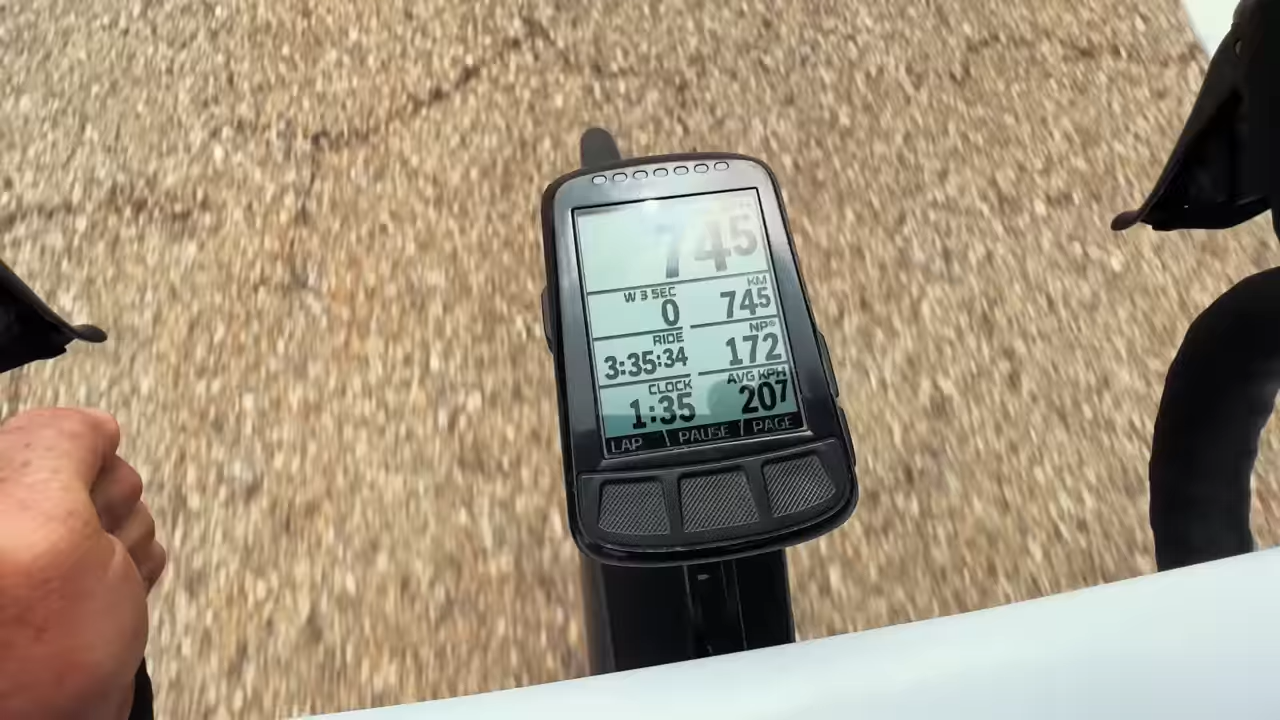 745
W 3 SEC KM
0 745
RIDE NP®
3:35:34 172
CLOCK AVG KPH
1:35 207
LAP PAUSE PAGE